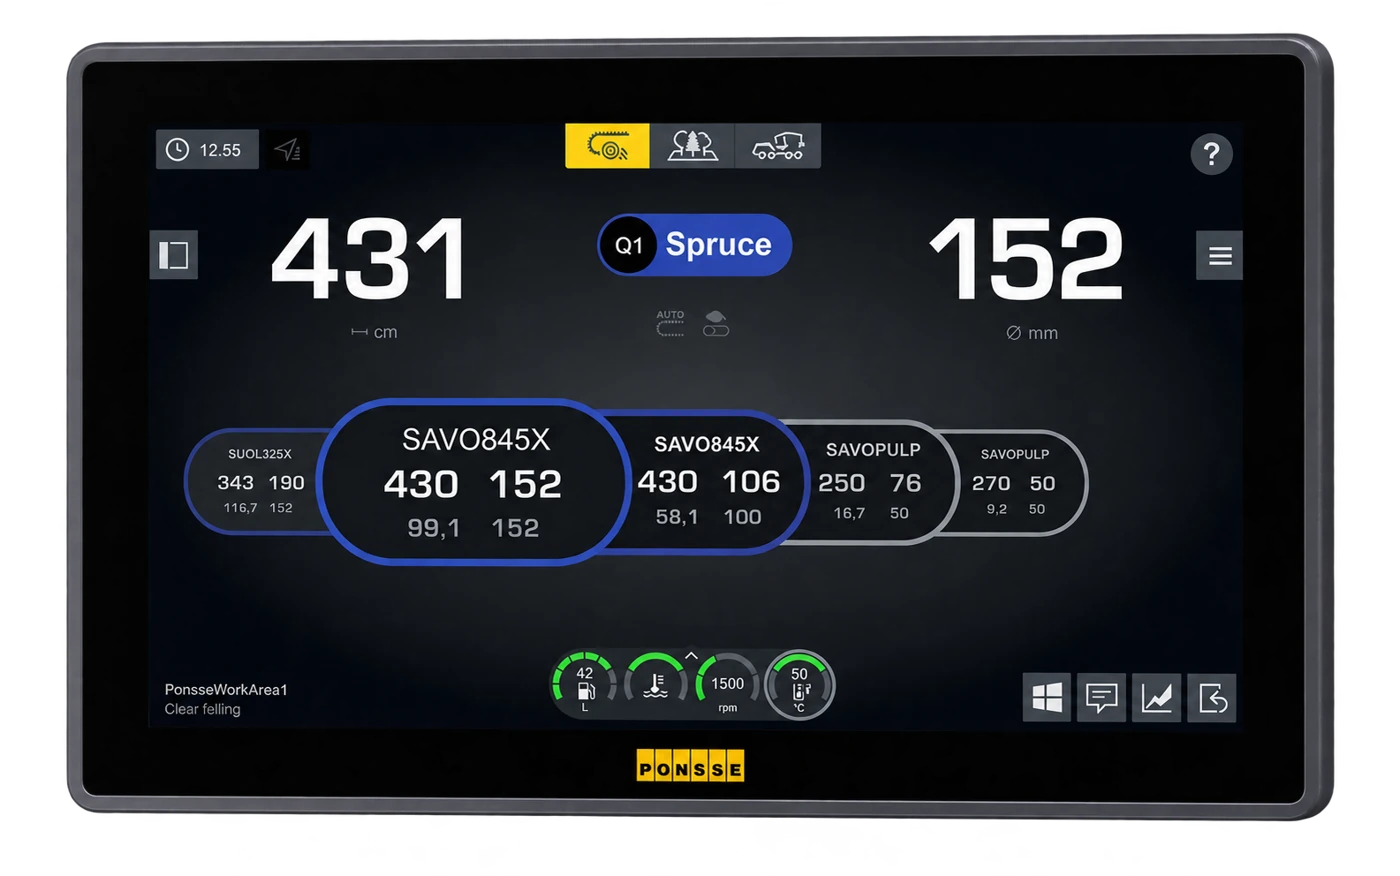 12.55
?
431
Q1 Spruce
152
cm
AUTO
Ø mm
SUOL325X
343 190
116,7 152
SAVO845X
430 152
99,1 152
SAVO845X
430 106
58,1 100
SAVOPULP
250 76
16,7 50
SAVOPULP
270 50
9,2 50
42
L
1500
rpm
50
°C
PonsseWorkArea1
Clear felling
PONSSE